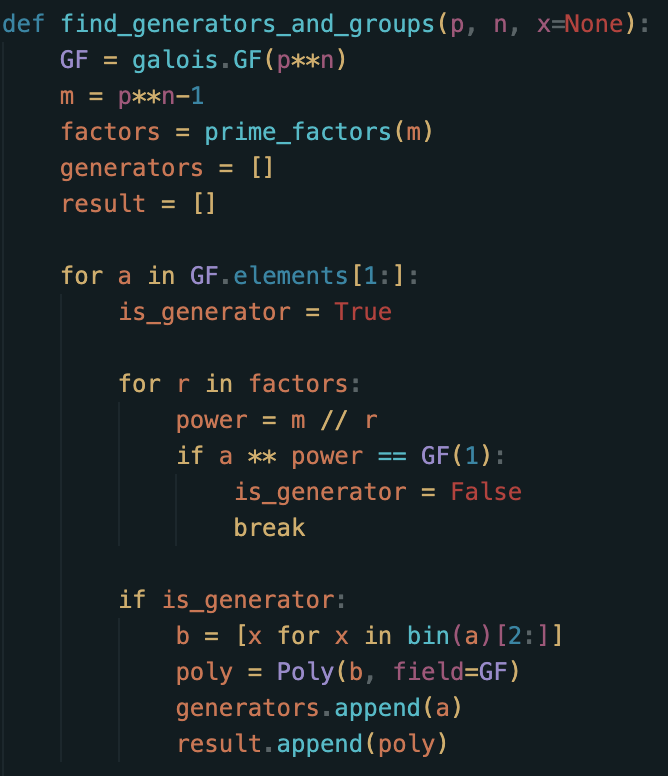 def find_generators_and_groups(p, n, x=None):
    GF = galois.GF(p**n)
    m = p**n-1
    factors = prime_factors(m)
    generators = []
    result = []

    for a in GF.elements[1:]:
        is_generator = True

        for r in factors:
            power = m // r
            if a ** power == GF(1):
                is_generator = False
                break

        if is_generator:
            b = [x for x in bin(a)[2:]]
            poly = Poly(b, field=GF)
            generators.append(a)
            result.append(poly)